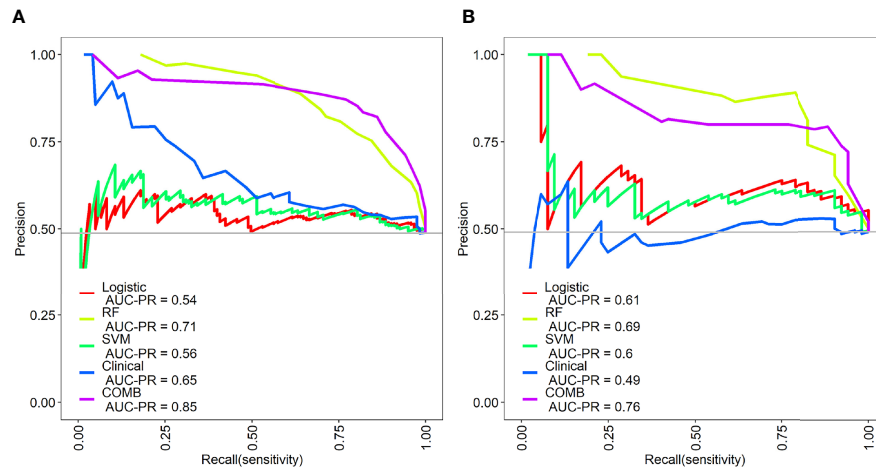 A
1.00
0.75
0.50
0.25
0.00
Precision
Logistic
AUC-PR = 0.54
RF
AUC-PR = 0.71
SVM
AUC-PR = 0.56
Clinical
AUC-PR = 0.65
COMB
AUC-PR = 0.85
0.00
0.25
0.50
0.75
1.00
Recall(sensitivity)
B
1.00
0.75
0.50
0.25
0.00
Precision
Logistic
AUC-PR = 0.61
RF
AUC-PR = 0.69
SVM
AUC-PR = 0.6
Clinical
AUC-PR = 0.49
COMB
AUC-PR = 0.76
0.00
0.25
0.50
0.75
1.00
Recall(sensitivity)